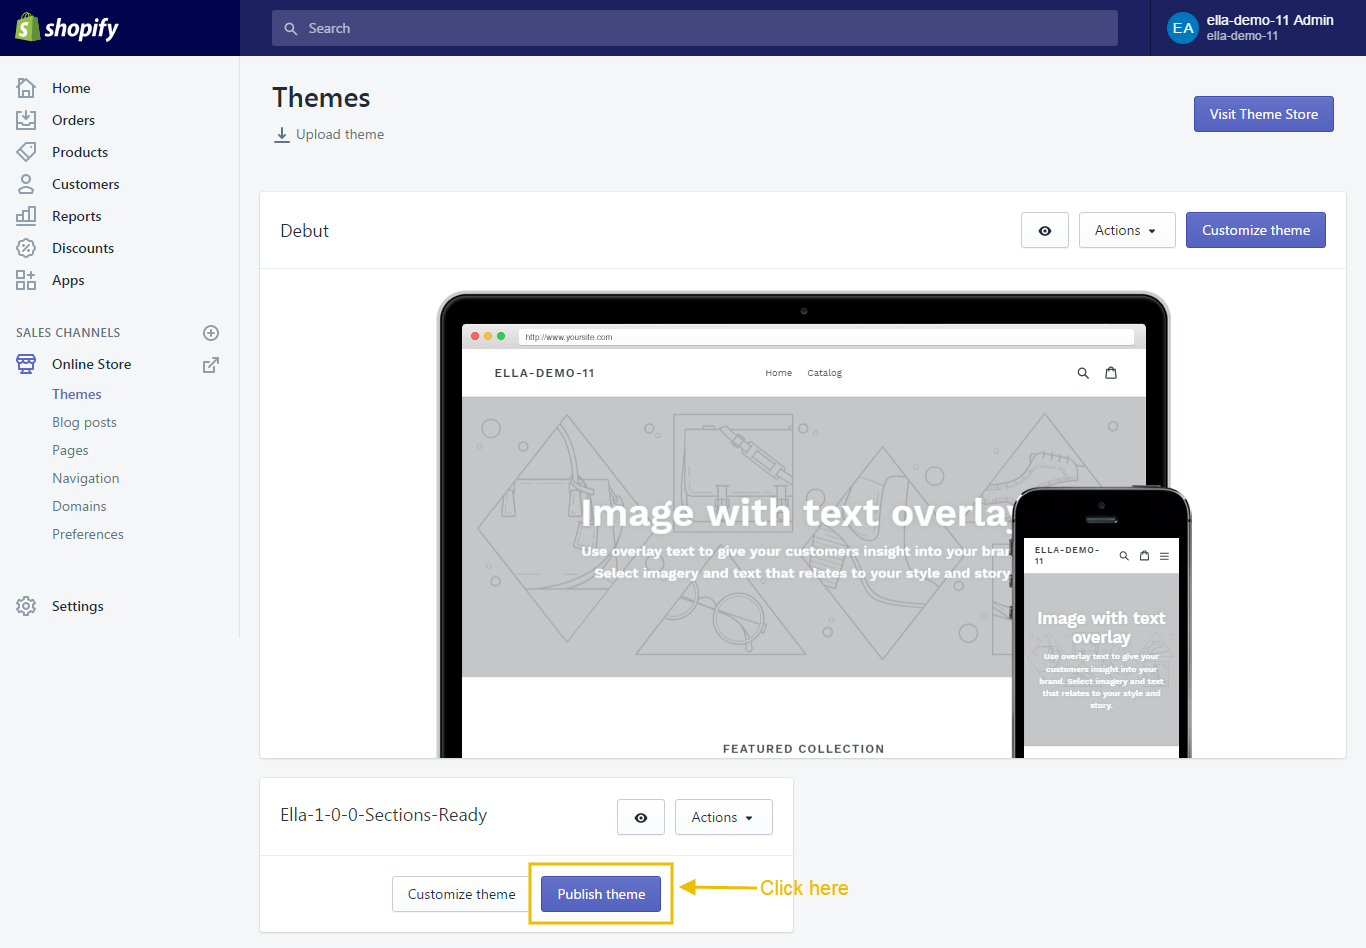 shopify
Search
EA
ella-demo-11 Admin
ella-demo-11
Home
Orders
Products
Customers
Reports
Discounts
Apps
SALES CHANNELS
Online Store
Themes
Blog posts
Pages
Navigation
Domains
Preferences
Settings
Themes
Upload theme
Visit Theme Store
Debut
Actions
Customize theme
http://www.yoursite.com
ELLA-DEMO-11
Home
Catalog
Image with text overlay
Use overlay text to give your customers insight into your bran
Select imagery and text that relates to your style and story.
FEATURED COLLECTION
ELLA-DEMO-
11
Image with text
overlay
Use overlay text to give your
customers insight into your
brand. Select imagery and text
that relates to your style and
story.
Ella-1-0-0-Sections-Ready
Actions
Customize theme
Publish theme
Click here